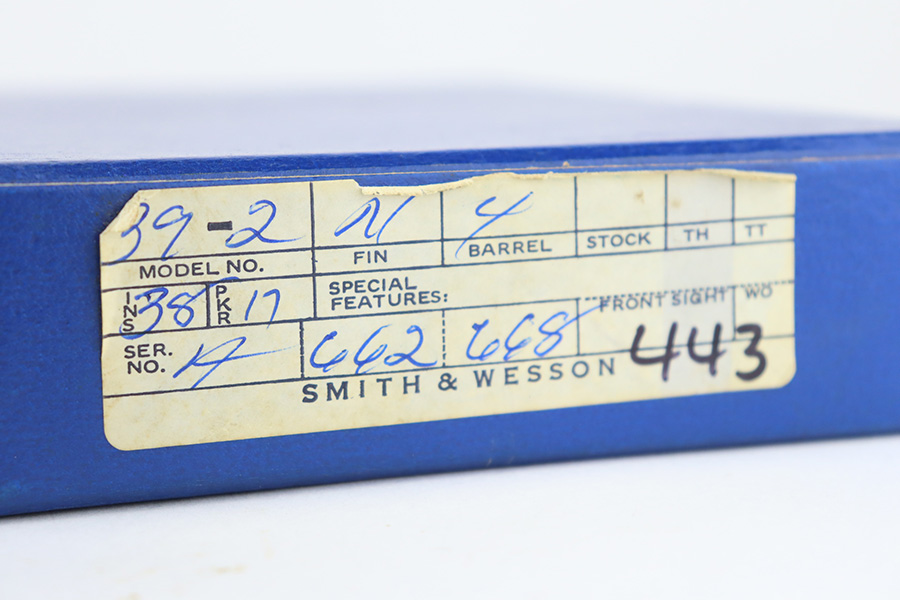 39-2 N 4
MODEL NO. FIN BARREL STOCK TH TT
INS 38 PKR 17 SPECIAL FEATURES: FRONT SIGHT WO
SER. NO. A 662 668
SMITH & WESSON 443